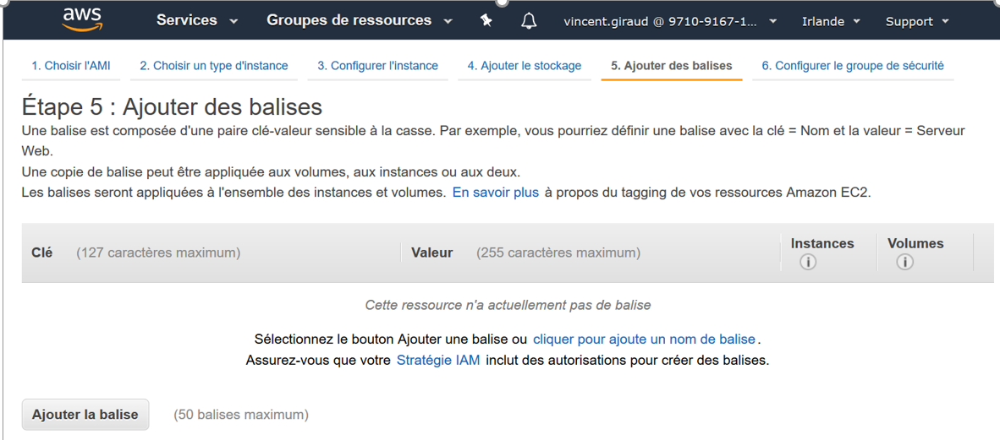 aws Services Groupes de ressources vincent.giraud @ 9710-9167-1... Irlande Support
1. Choisir l'AMI 2. Choisir un type d'instance 3. Configurer l'instance 4. Ajouter le stockage 5. Ajouter des balises 6. Configurer le groupe de sécurité
Étape 5 : Ajouter des balises
Une balise est composée d'une paire clé-valeur sensible à la casse. Par exemple, vous pourriez définir une balise avec la clé = Nom et la valeur = Serveur
Web.
Une copie de balise peut être appliquée aux volumes, aux instances ou aux deux.
Les balises seront appliquées à l'ensemble des instances et volumes. En savoir plus à propos du tagging de vos ressources Amazon EC2.
Clé (127 caractères maximum) Valeur (255 caractères maximum) Instances Volumes
Cette ressource n'a actuellement pas de balise
Sélectionnez le bouton Ajouter une balise ou cliquer pour ajoute un nom de balise.
Assurez-vous que votre Stratégie IAM inclut des autorisations pour créer des balises.
Ajouter la balise (50 balises maximum)